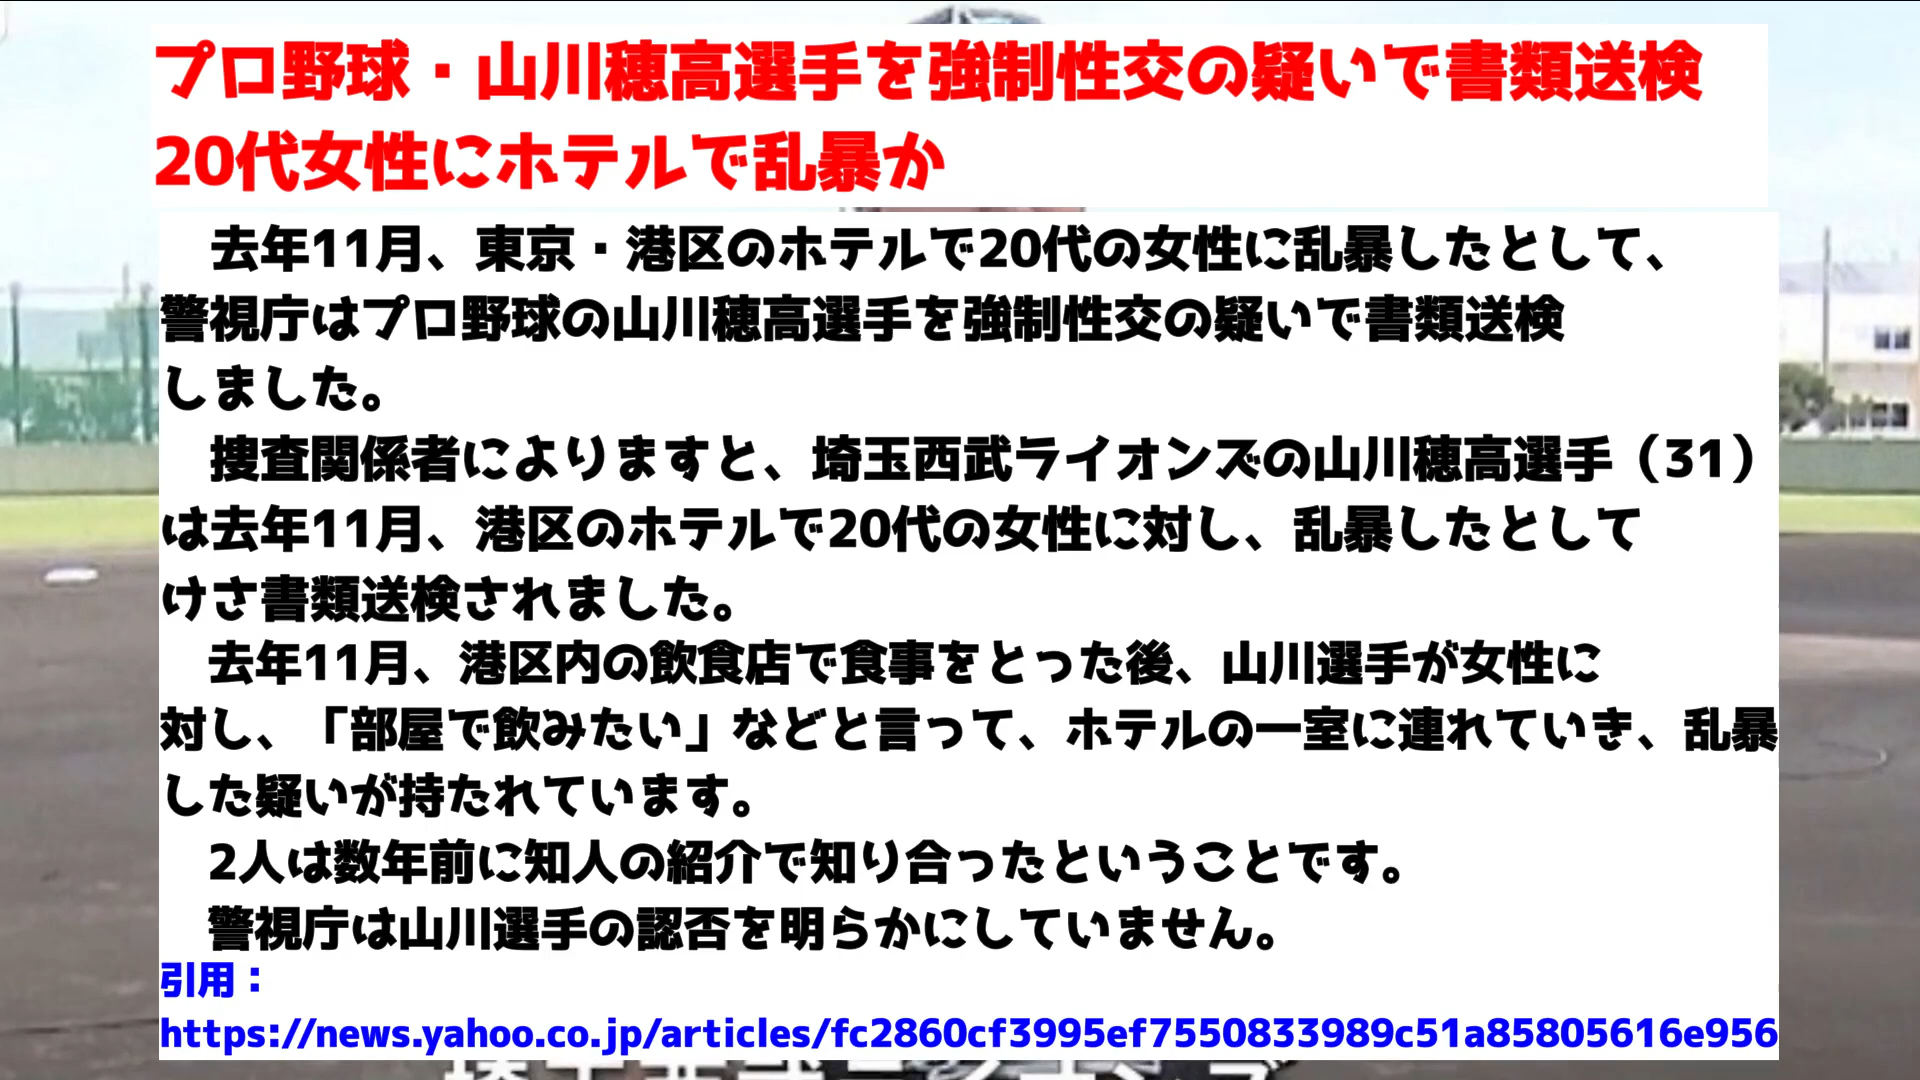 プロ野球・山川穂高選手を強制性交の疑いで書類送検
20代女性にホテルで乱暴か
去年11月、東京・港区のホテルで20代の女性に乱暴したとして、
警視庁はプロ野球の山川穂高選手を強制性交の疑いで書類送検
しました。
捜査関係者によりますと、埼玉西武ライオンズの山川穂高選手（31）
は去年11月、港区のホテルで20代の女性に対し、乱暴したとして
けさ書類送検されました。
去年11月、港区内の飲食店で食事をとった後、山川選手が女性に
対し、「部屋で飲みたい」などと言って、ホテルの一室に連れていき、乱暴
した疑いが持たれています。
2人は数年前に知人の紹介で知り合ったということです。
警視庁は山川選手の認否を明らかにしていません。
引用：
https://news.yahoo.co.jp/articles/fc2860cf3995ef7550833989c51a85805616e956